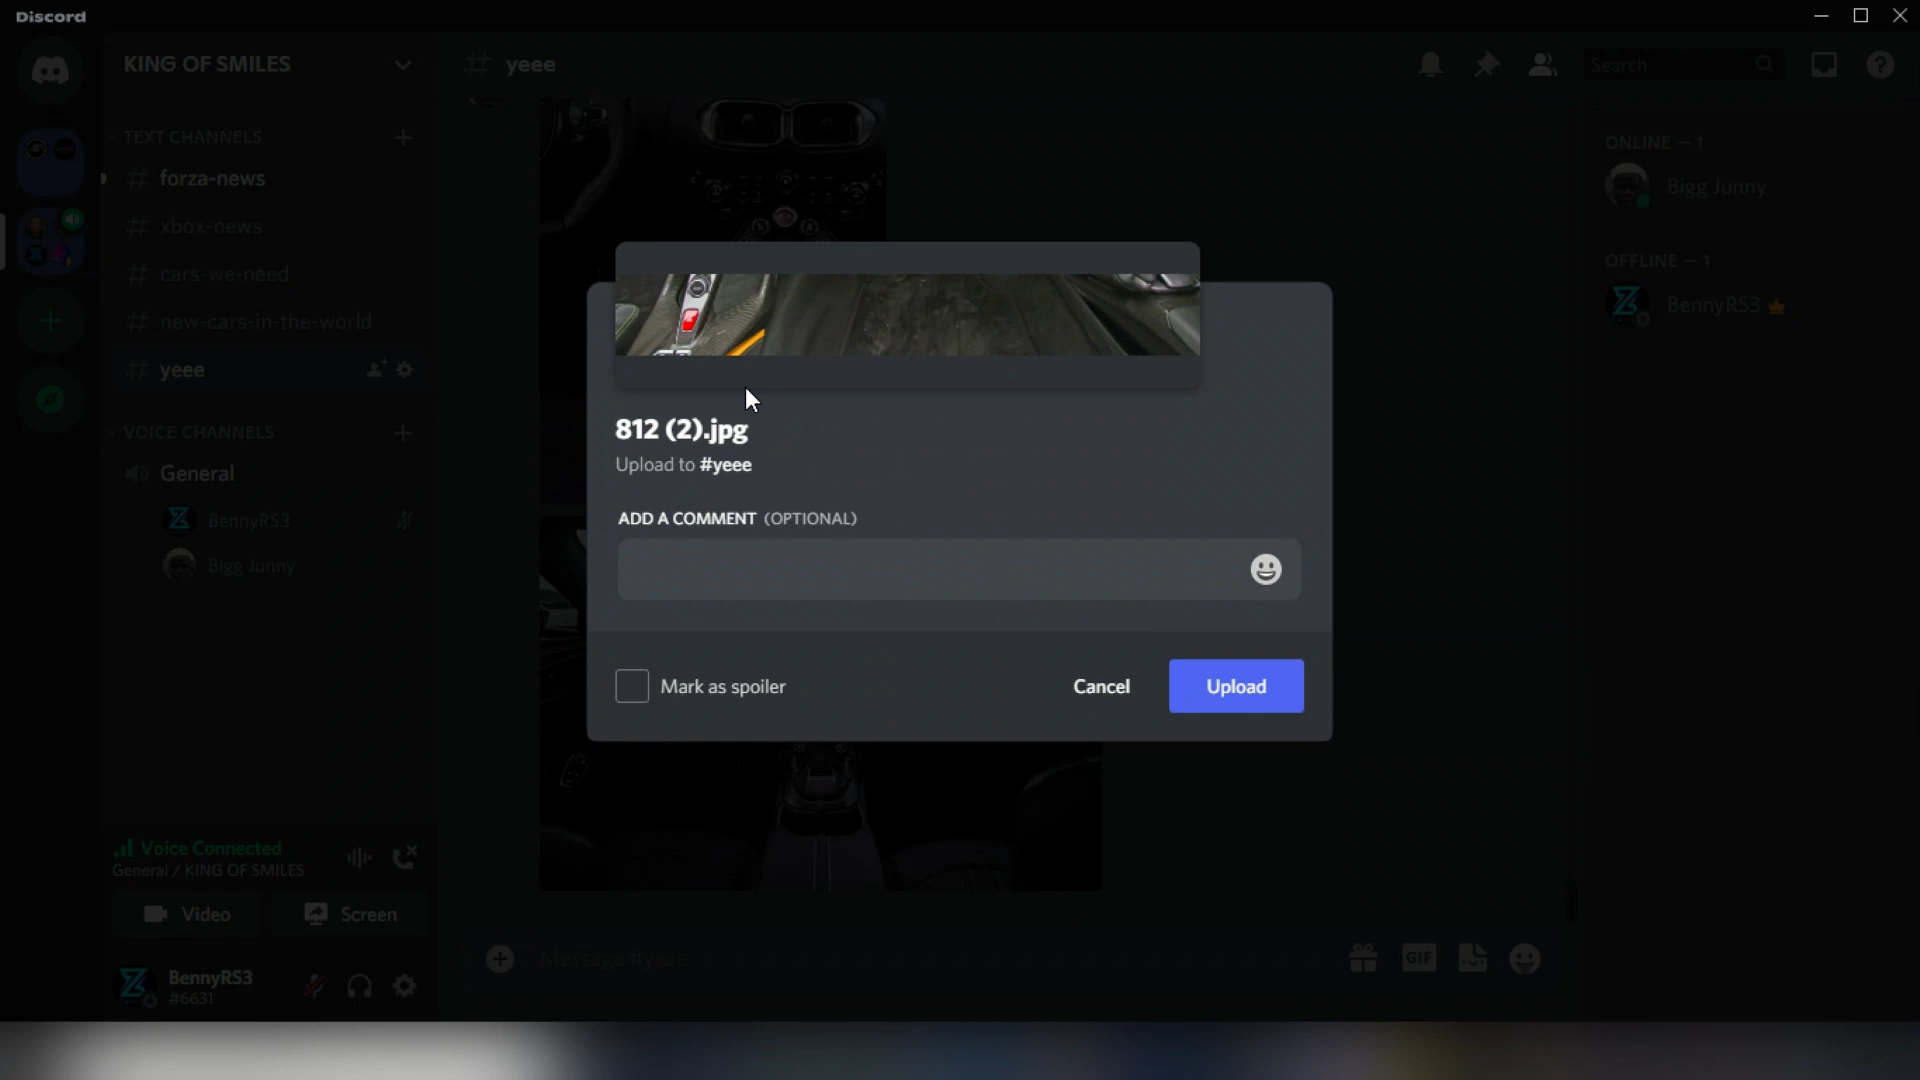 Discord
KING OF SMILES
# yeee
Search
TEXT CHANNELS
# forza-news
# xbox-news
# cars-we-need
# new-cars-in-the-world
# yeee
VOICE CHANNELS
General
BennyRS3
Bigg Junny
Voice Connected
General / KING OF SMILES
Video
Screen
BennyRS3
#6631
812 (2).jpg
Upload to #yeee
ADD A COMMENT (OPTIONAL)
Mark as spoiler
Cancel
Upload
Message #yeee
GIF
ONLINE — 1
Bigg Junny
OFFLINE — 1
BennyRS3